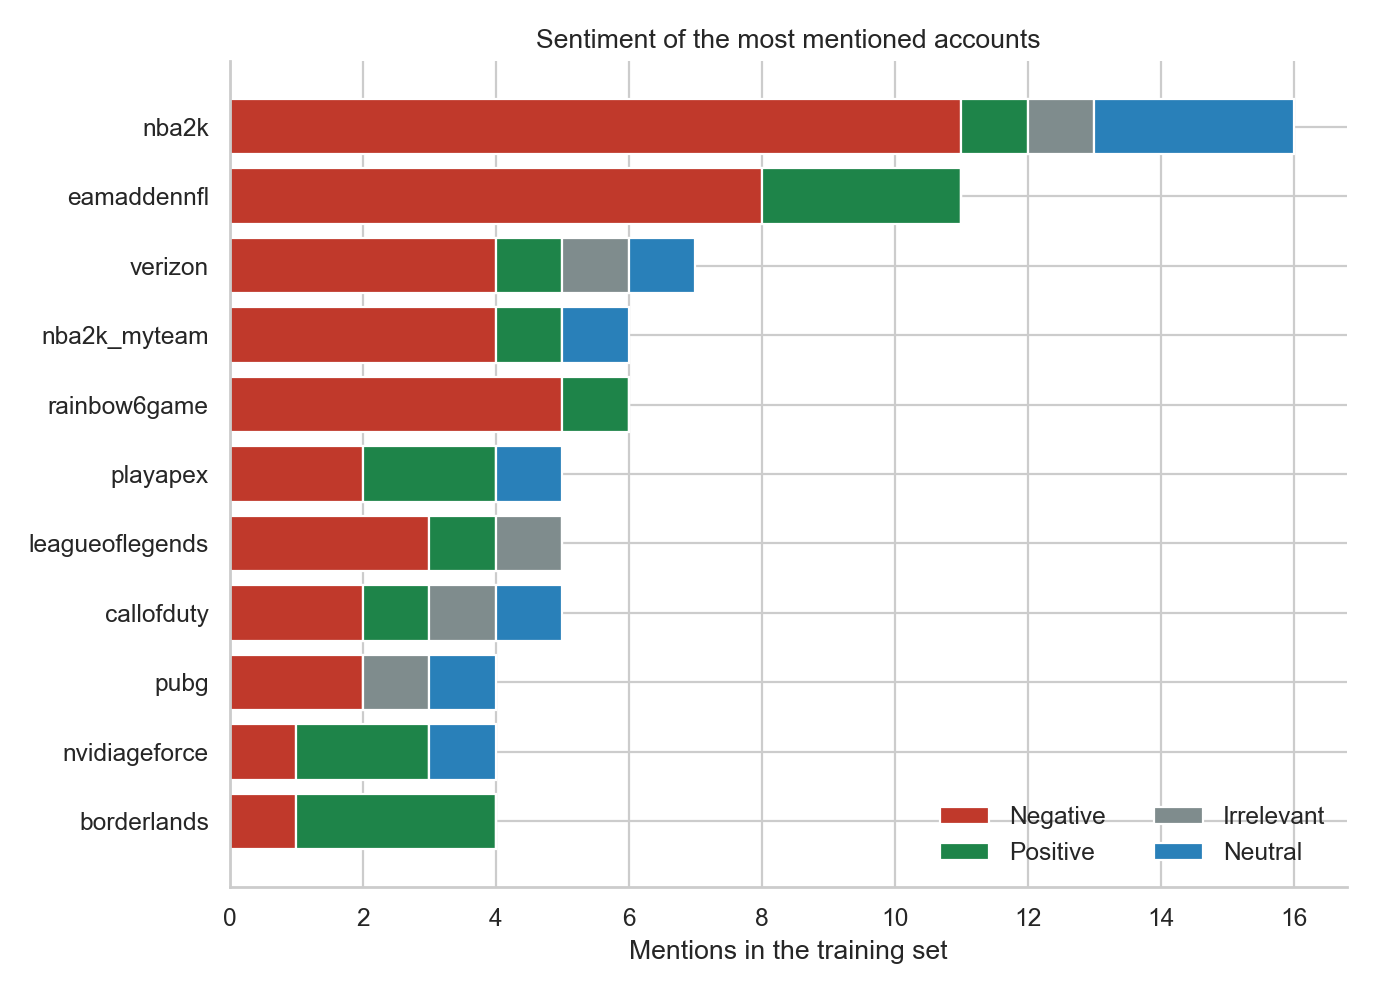 Sentiment of the most mentioned accounts
nba2k
eamaddennfl
verizon
nba2k_myteam
rainbow6game
playapex
leagueoflegends
callofduty
pubg
nvidiageforce
borderlands
Negative Irrelevant
Positive Neutral
0 2 4 6 8 10 12 14 16
Mentions in the training set